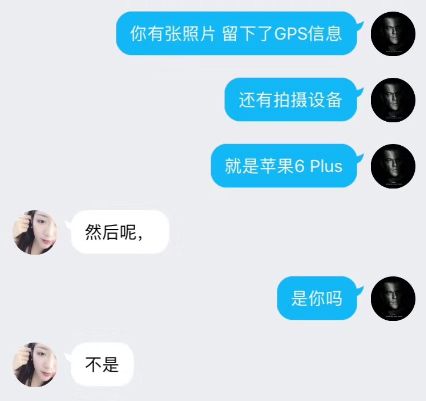 你有张照片 留下了GPS信息
还有拍摄设备
就是苹果6 Plus
然后呢，
是你吗
不是